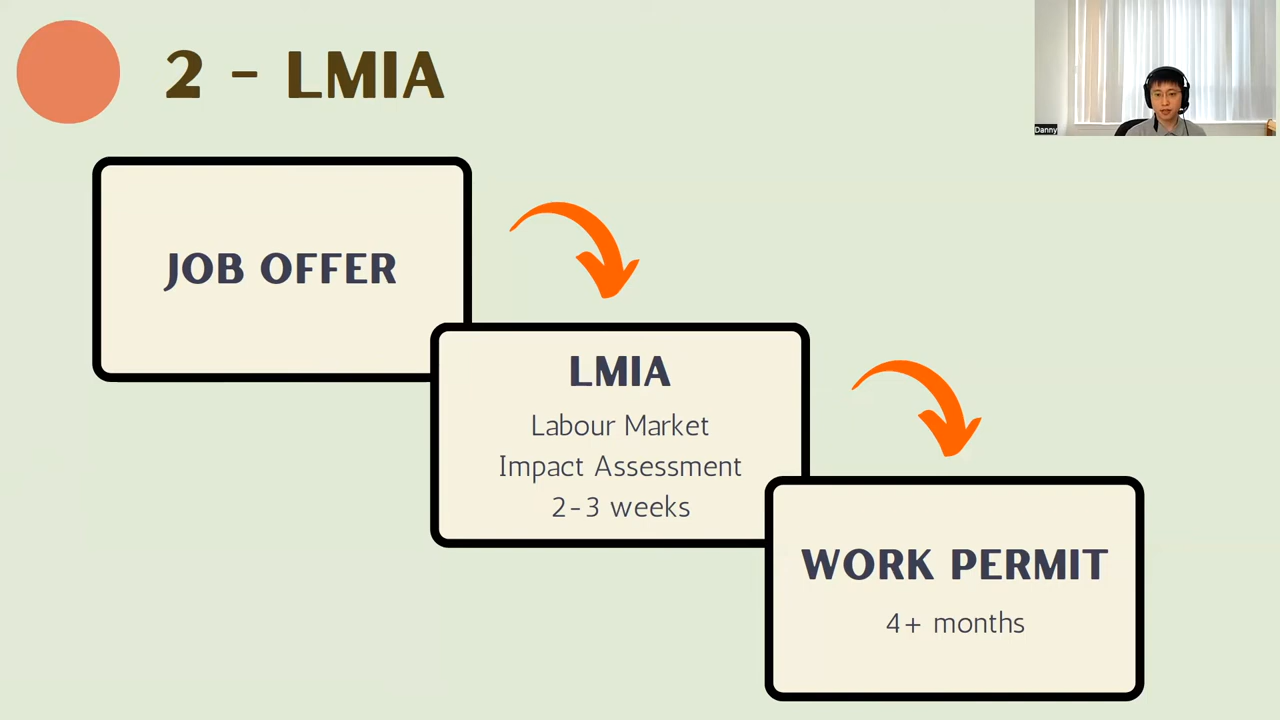 2 - LMIA
Danny
JOB OFFER
LMIA
Labour Market
Impact Assessment
2-3 weeks
WORK PERMIT
4+ months